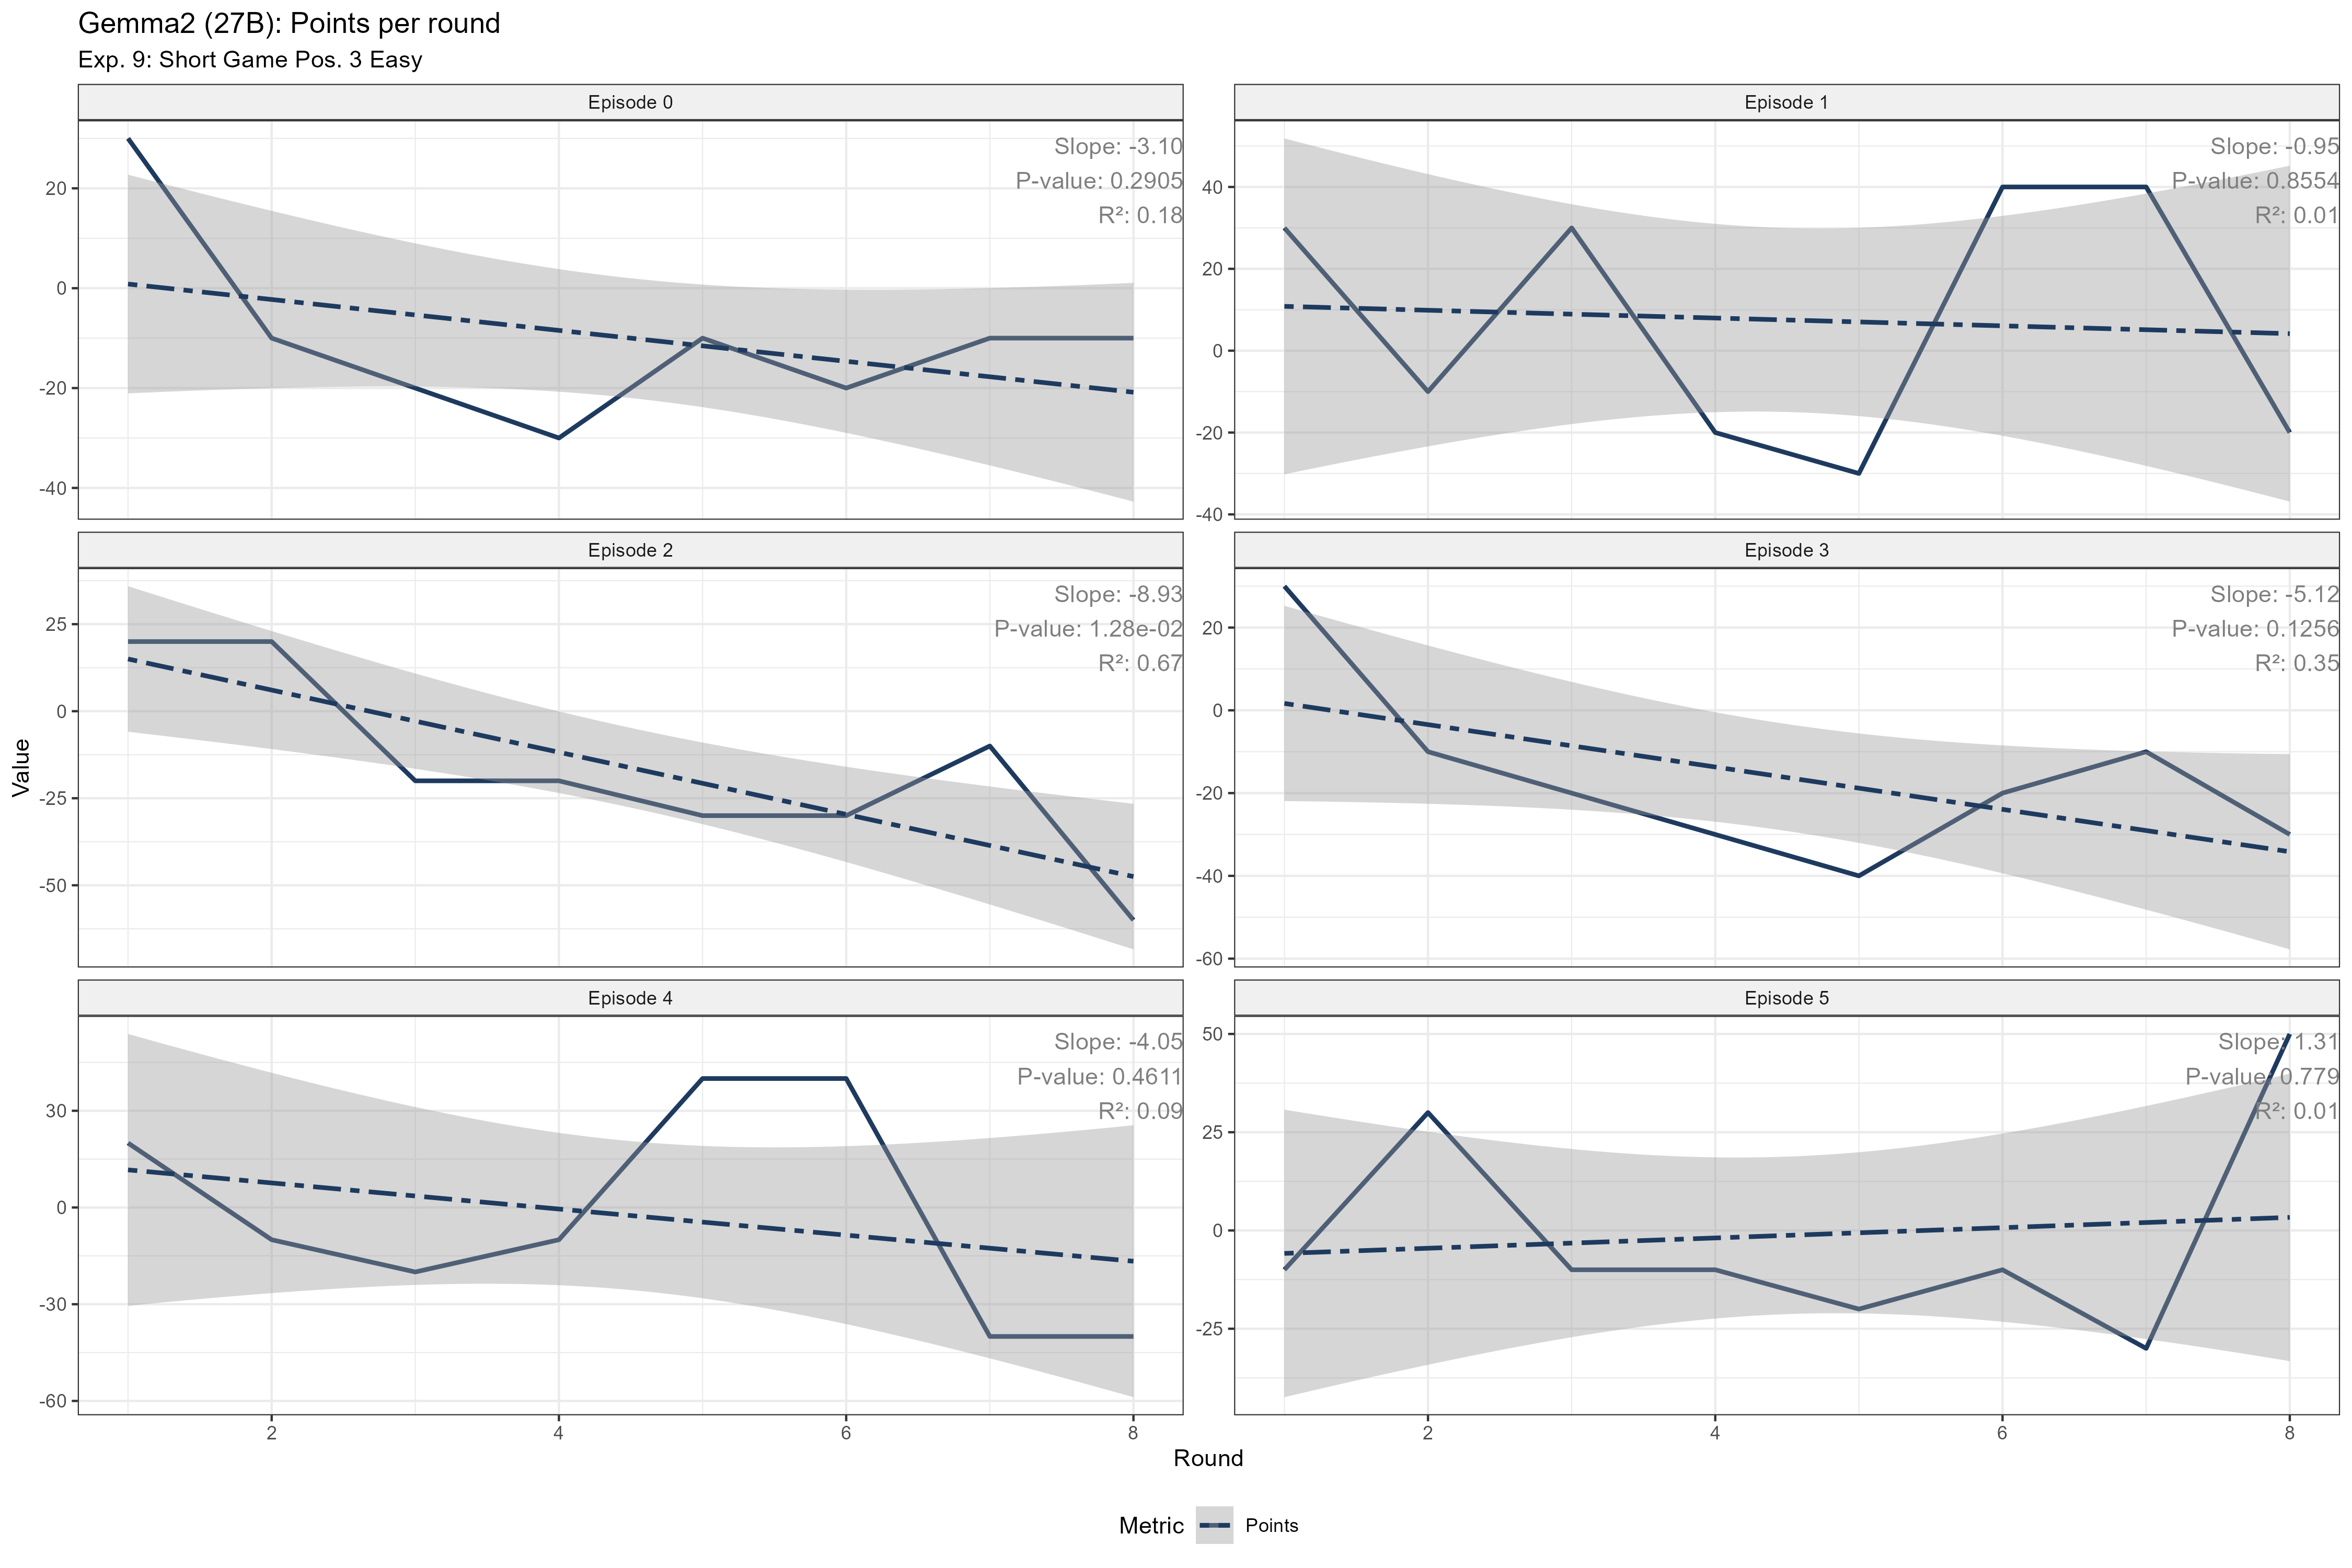 Gemma2 (27B): Points per round
Exp. 9: Short Game Pos. 3 Easy
Episode 0
Slope: -3.10
P-value: 0.2905
R²: 0.18
20
0
-20
-40
Episode 1
Slope: -0.95
P-value: 0.8554
R²: 0.01
40
20
0
-20
-40
Episode 2
Slope: -8.93
P-value: 1.28e-02
R²: 0.67
25
0
-25
-50
Episode 3
Slope: -5.12
P-value: 0.1256
R²: 0.35
20
0
-20
-40
-60
Value
Episode 4
Slope: -4.05
P-value: 0.4611
R²: 0.09
30
0
-30
-60
2 4 6 8
Episode 5
Slope: 1.31
P-value: 0.779
R²: 0.01
50
25
0
-25
2 4 6 8
Round
Metric Points